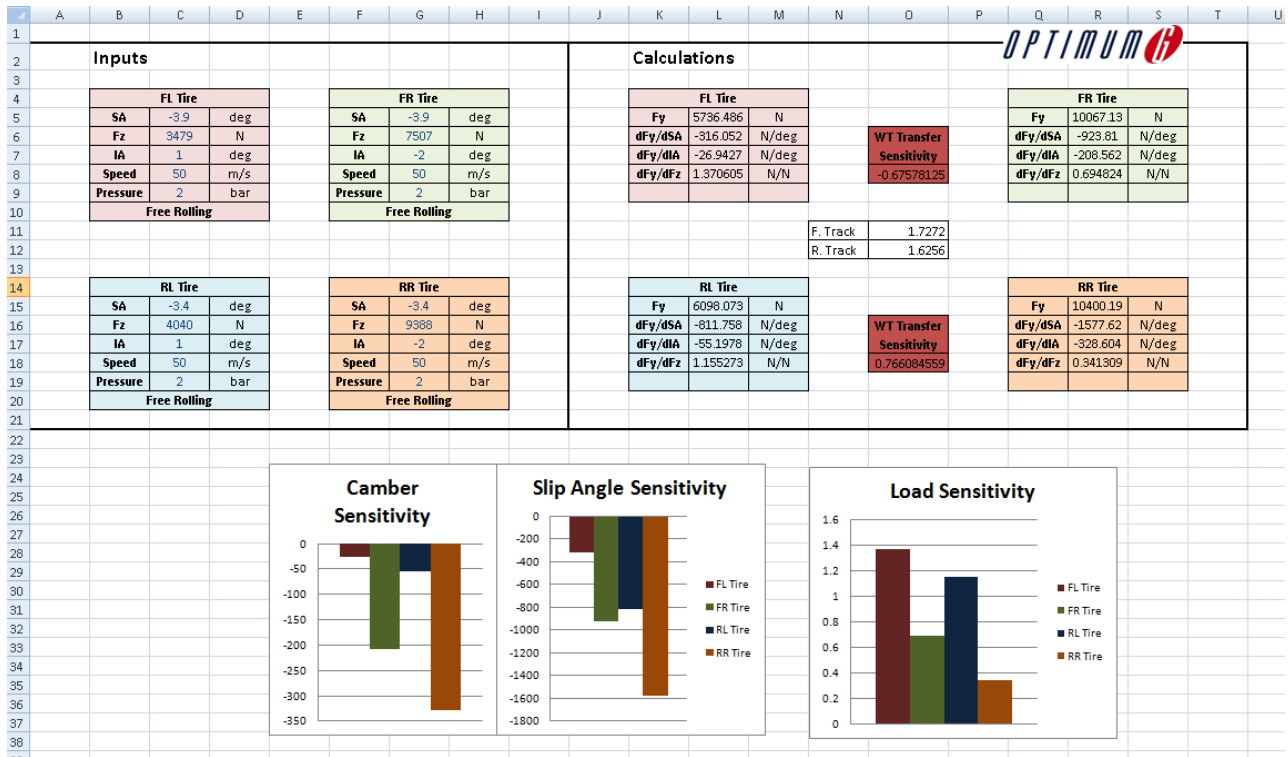 A B C D E F G H I J K L M N O P Q R S T U
1
2 Inputs Calculations OPTIMUM G
3
4 FL Tire FR Tire FL Tire FR Tire
5 SA -3.9 deg SA -3.9 deg Fy 5736.486 N Fy 10067.13 N
6 Fz 3479 N Fz 7507 N dFy/dSA -316.052 N/deg WT Transfer dFy/dSA -923.81 N/deg
7 IA 1 deg IA -2 deg dFy/dIA -26.9427 N/deg Sensitivity dFy/dIA -208.562 N/deg
8 Speed 50 m/s Speed 50 m/s dFy/dFz 1.370605 N/N -0.67578125 dFy/dFz 0.694824 N/N
9 Pressure 2 bar Pressure 2 bar
10 Free Rolling Free Rolling
11 F. Track 1.7272
12 R. Track 1.6256
13
14 RL Tire RR Tire RL Tire RR Tire
15 SA -3.4 deg SA -3.4 deg Fy 6098.073 N Fy 10400.19 N
16 Fz 4040 N Fz 9388 N dFy/dSA -811.758 N/deg WT Transfer dFy/dSA -1577.62 N/deg
17 IA 1 deg IA -2 deg dFy/dIA -55.1978 N/deg Sensitivity dFy/dIA -328.604 N/deg
18 Speed 50 m/s Speed 50 m/s dFy/dFz 1.155273 N/N 0.766084559 dFy/dFz 0.341309 N/N
19 Pressure 2 bar Pressure 2 bar
20 Free Rolling Free Rolling
21
22
23
24
25
26
27
28
29
30
31
32
33
34
35
36
37
38
Camber
Sensitivity
0
-50
-100
-150
-200
-250
-300
-350
Slip Angle Sensitivity
0
-200
-400
-600
-800
-1000
-1200
-1400
-1600
-1800
FL Tire
FR Tire
RL Tire
RR Tire
Load Sensitivity
1.6
1.4
1.2
1
0.8
0.6
0.4
0.2
0
FL Tire
FR Tire
RL Tire
RR Tire